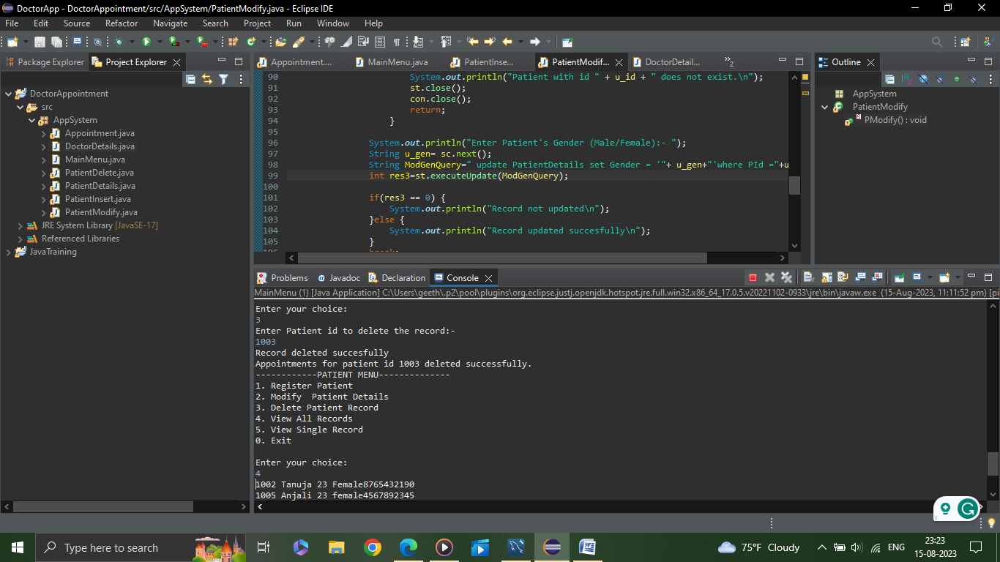 DoctorApp - DoctorAppointment/src/AppSystem/PatientModify.java - Eclipse IDE
File Edit Source Refactor Navigate Search Project Run Window Help
Package Explorer Project Explorer
DoctorAppointment
src
AppSystem
Appointment.java
DoctorDetails.java
MainMenu.java
PatientDelete.java
PatientDetails.java
PatientInsert.java
PatientModify.java
JRE System Library [JavaSE-17]
Referenced Libraries
JavaTraining
Appointment.... MainMenu.java PatientInse... PatientModif... DoctorDetail... »2
90 System.out.println("Patient with id " + u_id + " does not exist.\n");
91 st.close();
92 con.close();
93 return;
94 }
95
96 System.out.println("Enter Patient's Gender (Male/Female):- ");
97 String u_gen= sc.next();
98 String ModGenQuery=" update PatientDetails set Gender = '"+ u_gen+"'where PId ="+u
99 int res3=st.executeUpdate(ModGenQuery);
100
101 if(res3 == 0) {
102 System.out.println("Record not updated\n");
103 }else {
104 System.out.println("Record updated succesfully\n");
105 }
Outline
AppSystem
PatientModify
PModify() : void
Problems Javadoc Declaration Console
MainMenu (1) [Java Application] C:\Users\geeth\.p2\pool\plugins\org.eclipse.justj.openjdk.hotspot.jre.full.win32.x86_64_17.0.5.v20221102-0933\jre\bin\javaw.exe (15-Aug-2023, 11:11:52 pm) [pi
Enter your choice:
3
Enter Patient id to delete the record:-
1003
Record deleted succesfully
Appointments for patient id 1003 deleted successfully.
------------PATIENT MENU--------------
1. Register Patient
2. Modify  Patient Details
3. Delete Patient Record
4. View All Records
5. View Single Record
0. Exit
Enter your choice:
4
1002 Tanuja 23 Female8765432190
1005 Anjali 23 female4567892345
Type here to search
75°F Cloudy
ENG
23:23
15-08-2023